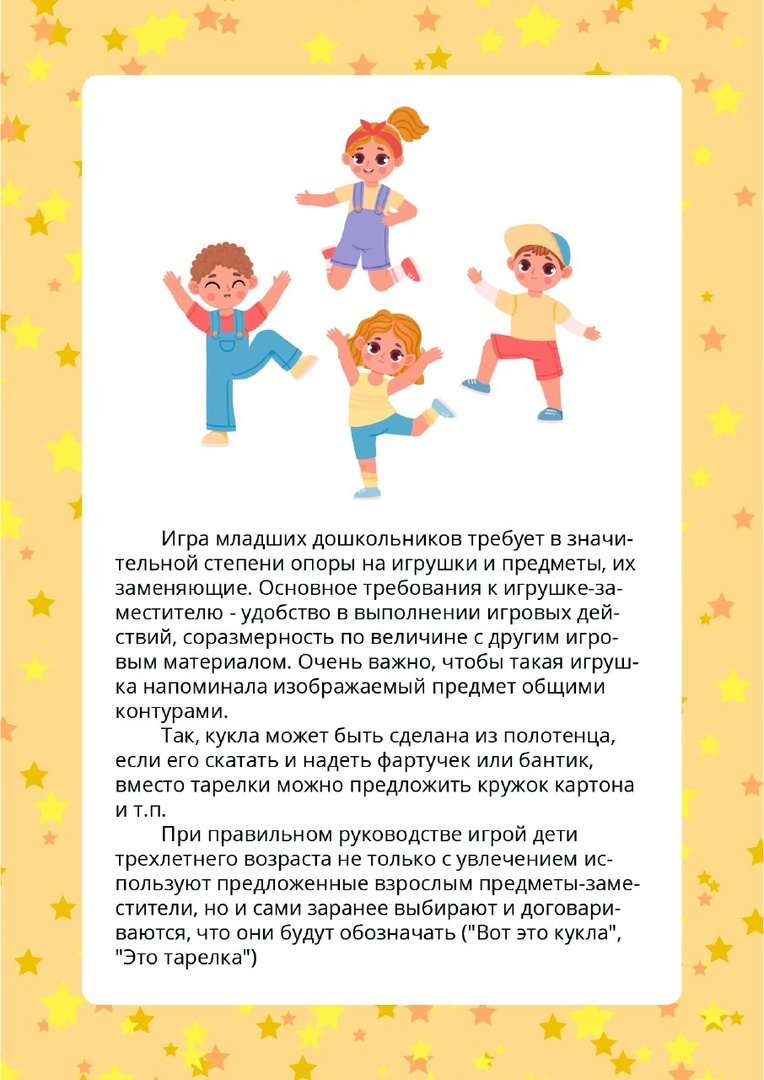 Игра младших дошкольников требует в значи-
тельной степени опоры на игрушки и предметы, их
заменяющие. Основное требования к игрушке-за-
местителю - удобство в выполнении игровых дей-
ствий, соразмерность по величине с другим игро-
вым материалом. Очень важно, чтобы такая игруш-
ка напоминала изображаемый предмет общими
контурами.
Так, кукла может быть сделана из полотенца,
если его скатать и надеть фартучек или бантик,
вместо тарелки можно предложить кружок картона
и т.п.
При правильном руководстве игрой дети
трехлетнего возраста не только с увлечением ис-
пользуют предложенные взрослым предметы-заме-
стители, но и сами заранее выбирают и договари-
ваются, что они будут обозначать ("Вот это кукла",
"Это тарелка")